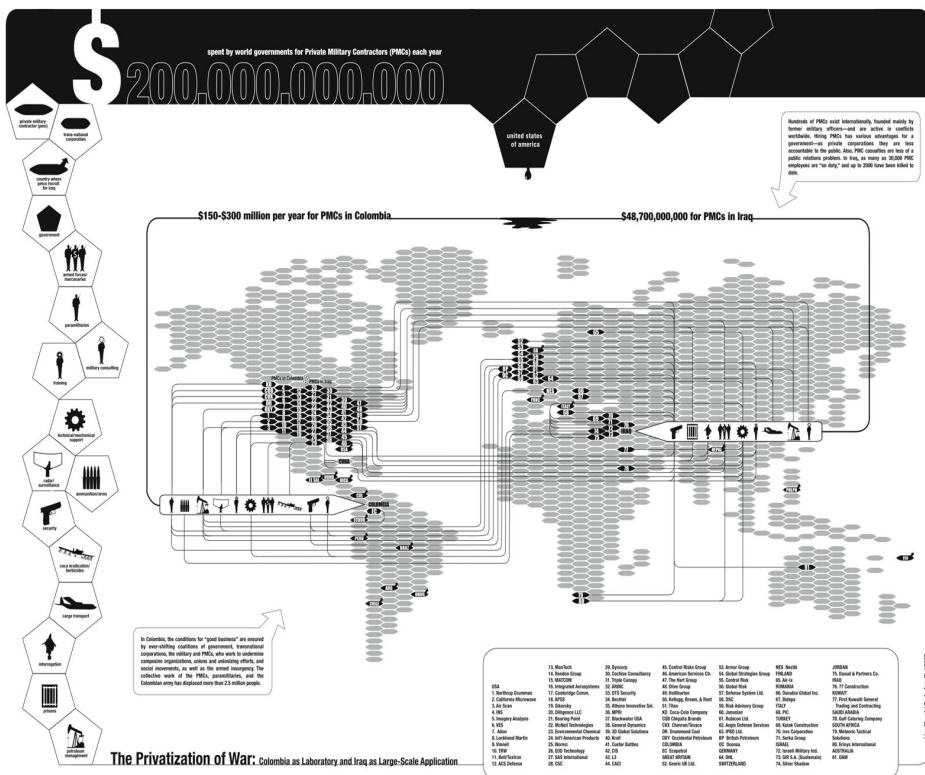 $
spent by world governments for Private Military Contractors (PMCs) each year
200.000.000.000
private military
contractor (pmc)
trans-national
corporation
country where
pmcs recruit
for iraq
government
armed forces/
mercenaries
paramilitaries
military consulting
training
technical/mechanical
support
radar/
surveillance
ammunition/arms
security
coca eradication/
herbicides
cargo transport
interrogation
prisons
petroleum
management
united states
of america
Hundreds of PMCs exist internationally, founded mainly by
former military officers—and are active in conflicts
worldwide. Hiring PMCs has various advantages for a
government—as private corporations they are less
accountable to the public. Also, PMC casualties are less of a
public relations problem. In Iraq, as many as 30,000 PMC
employees are "on duty," and up to 2000 have been killed to
date.
$150-$300 million per year for PMCs in Colombia
$48,700,000,000 for PMCs in Iraq
PMCs in Colombia
PMCs in Iraq
USA
CUBA
COLOMBIA
IRAQ
In Colombia, the conditions for "good business" are ensured
by ever-shifting coalitions of government, transnational
corporations, the military and PMCs, who work to undermine
campesino organizations, unions and unionizing efforts, and
social movements, as well as the armed insurgency. The
collective work of the PMCs, paramilitaries, and the
Colombian army has displaced more than 2.5 million people.
USA
1. Northrup Grumman
2. California Microwave
3. Air Scan
4. INS
5. Imagery Analysis
6. VES
7. Alion
8. Lockheed Martin
9. Vinnell
10. TRW
11. Bell/Textron
12. ACS Defense
13. ManTech
14. Rendon Group
15. MATCOM
16. Integrated Aerosystems
17. Cambridge Comm.
18. APSS
19. Sikorsky
20. Dilligence LLC
21. Bearing Point
22. McNeil Technologies
23. Environmental Chemical
24. Int'l American Products
25. Wornic
26. EOD Technology
27. SAS International
28. CSC
29. Dyncorp
30. Cochise Consultancy
31. Triple Canopy
32. ARINC
33. DTS Security
34. Bechtel
35. Athena Innovative Sol.
36. MPRI
37. Blackwater USA
38. General Dynamics
39. 3D Global Solutions
40. Kroll
41. Custer Battles
42. CIS
43. L3
44. CACI
45. Control Risks Group
46. American Services Ctr.
47. The Hart Group
48. Olive Group
49. Halliburton
50. Kellogg, Brown, & Root
51. Titan
KO Coca-Cola Company
CQB Chiquita Brands
CVX Chevron/Texaco
DR Drummond Coal
OXY Occidental Petroleum
COLOMBIA
EC Ecopetrol
GREAT BRITAIN
52. Genric UK Ltd.
53. Armor Group
54. Global Strategies Group
55. Control Risk
56. Global Risk
57. Defense System Ltd.
58. DSC
59. Risk Advisory Group
60. Janusian
61. Rubicon Ltd.
62. Aegis Defense Services
63. IPBD Ltd.
BP British Petroleum
OC Oconsa
GERMANY
64. DHL
SWITZERLAND
NES Nestlé
FINLAND
65. Air-Ix
ROMANIA
66. Danubia Global Inc.
67. Bidepa
ITALY
68. PJC
TURKEY
69. Kulak Construction
70. Inex Corporation
71. Serka Group
ISRAEL
72. Israeli Military Ind.
73. GIR S.A. (Guatemala)
74. Silver Shadow
JORDAN
75. Daoud & Partners Co.
IRAQ
76. 77 Construction
KUWAIT
77. First Kuwaiti General
Trading and Contracting
SAUDI ARABIA
78. Gulf Catering Company
SOUTH AFRICA
79. Meteoric Tactical
Solutions
80. Erinys International
AUSTRALIA
81. OAM
The Privatization of War: Colombia as Laboratory and Iraq as Large-Scale Application